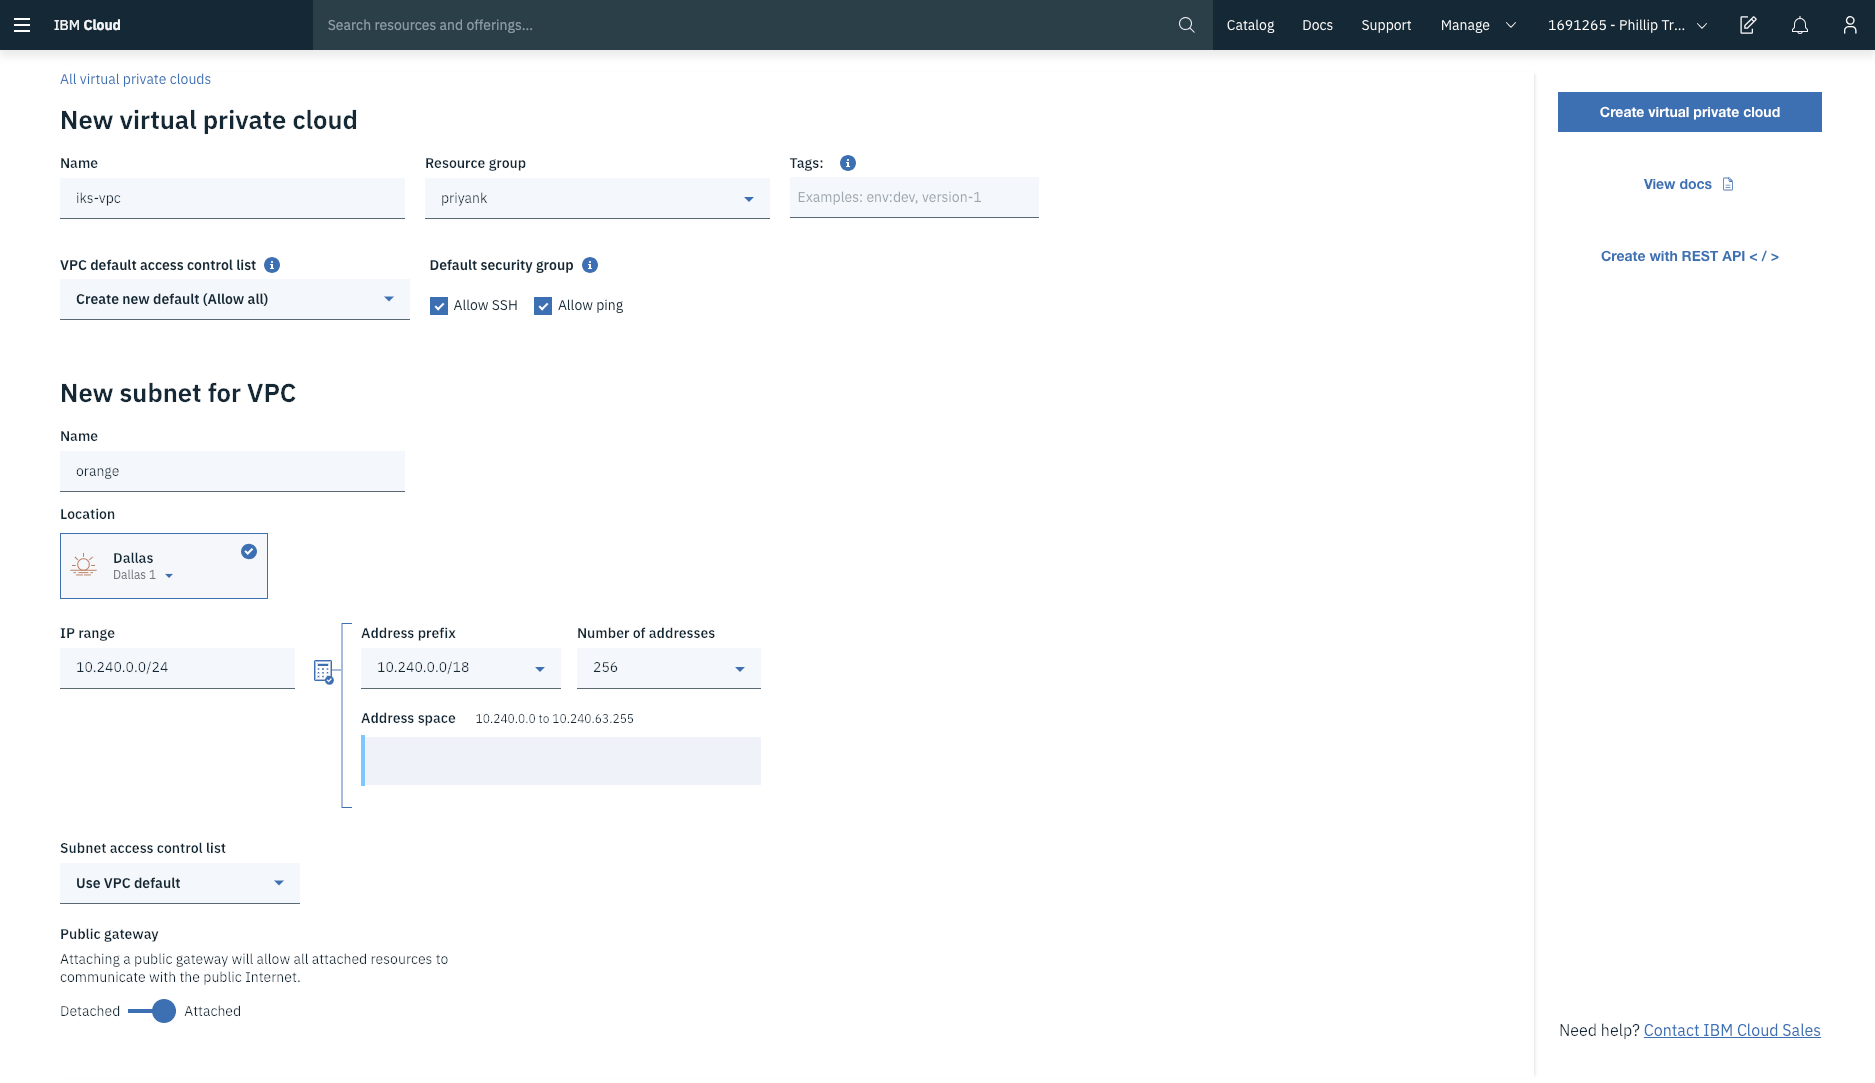 IBM Cloud
Search resources and offerings...
Catalog
Docs
Support
Manage
1691265 - Phillip Tr...
All virtual private clouds
New virtual private cloud
Name
Resource group
Tags:
iks-vpc
priyank
Examples: env:dev, version-1
VPC default access control list
Default security group
Create new default (Allow all)
Allow SSH
Allow ping
New subnet for VPC
Name
orange
Location
Dallas
Dallas 1
IP range
Address prefix
Number of addresses
10.240.0.0/24
10.240.0.0/18
256
Address space
10.240.0.0 to 10.240.63.255
Subnet access control list
Use VPC default
Public gateway
Attaching a public gateway will allow all attached resources to
communicate with the public Internet.
Detached
Attached
Create virtual private cloud
View docs
Create with REST API < / >
Need help? Contact IBM Cloud Sales